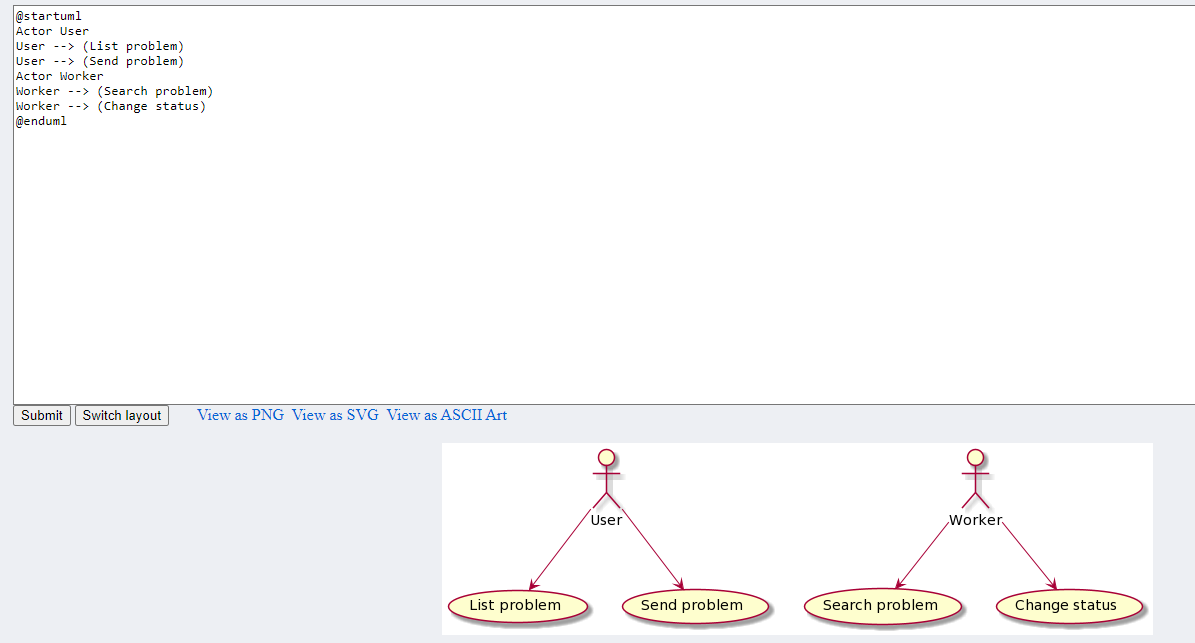 @startuml
Actor User
User --> (List problem)
User --> (Send problem)
Actor Worker
Worker --> (Search problem)
Worker --> (Change status)
@enduml
Submit Switch layout View as PNG View as SVG View as ASCII Art
User Worker
List problem Send problem Search problem Change status